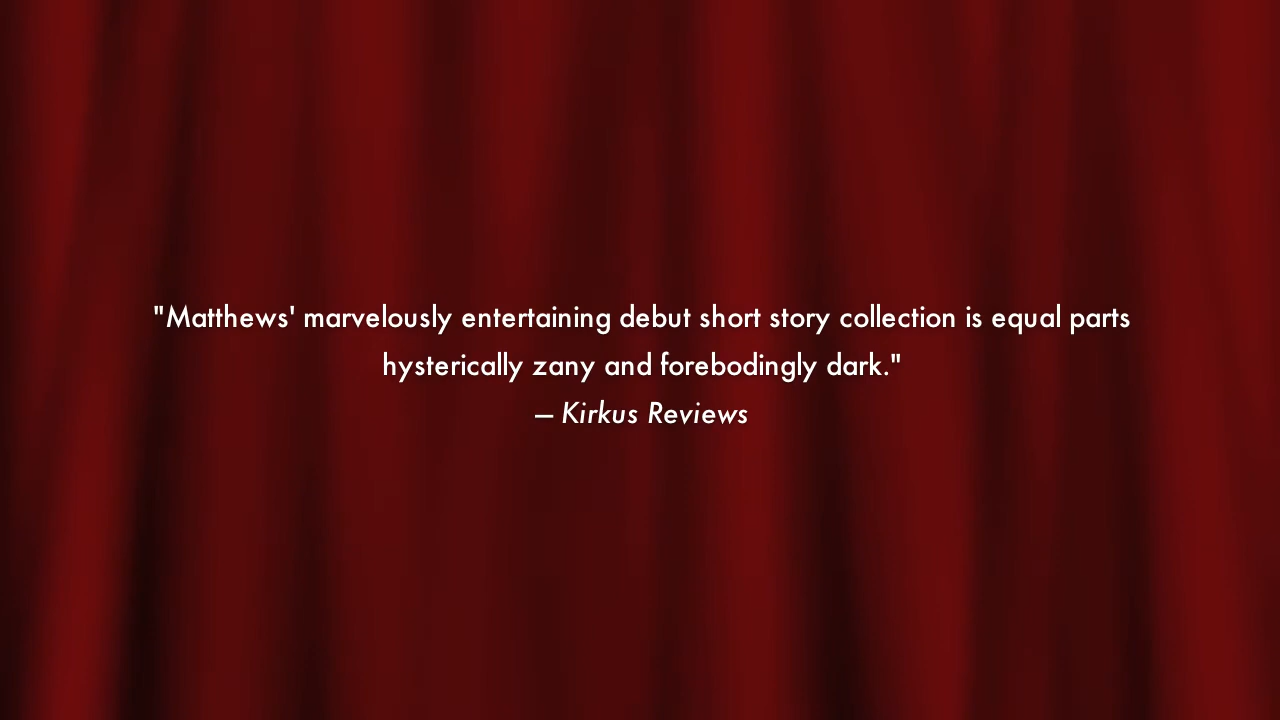 "Matthews' marvelously entertaining debut short story collection is equal parts
hysterically zany and forebodingly dark."
– Kirkus Reviews